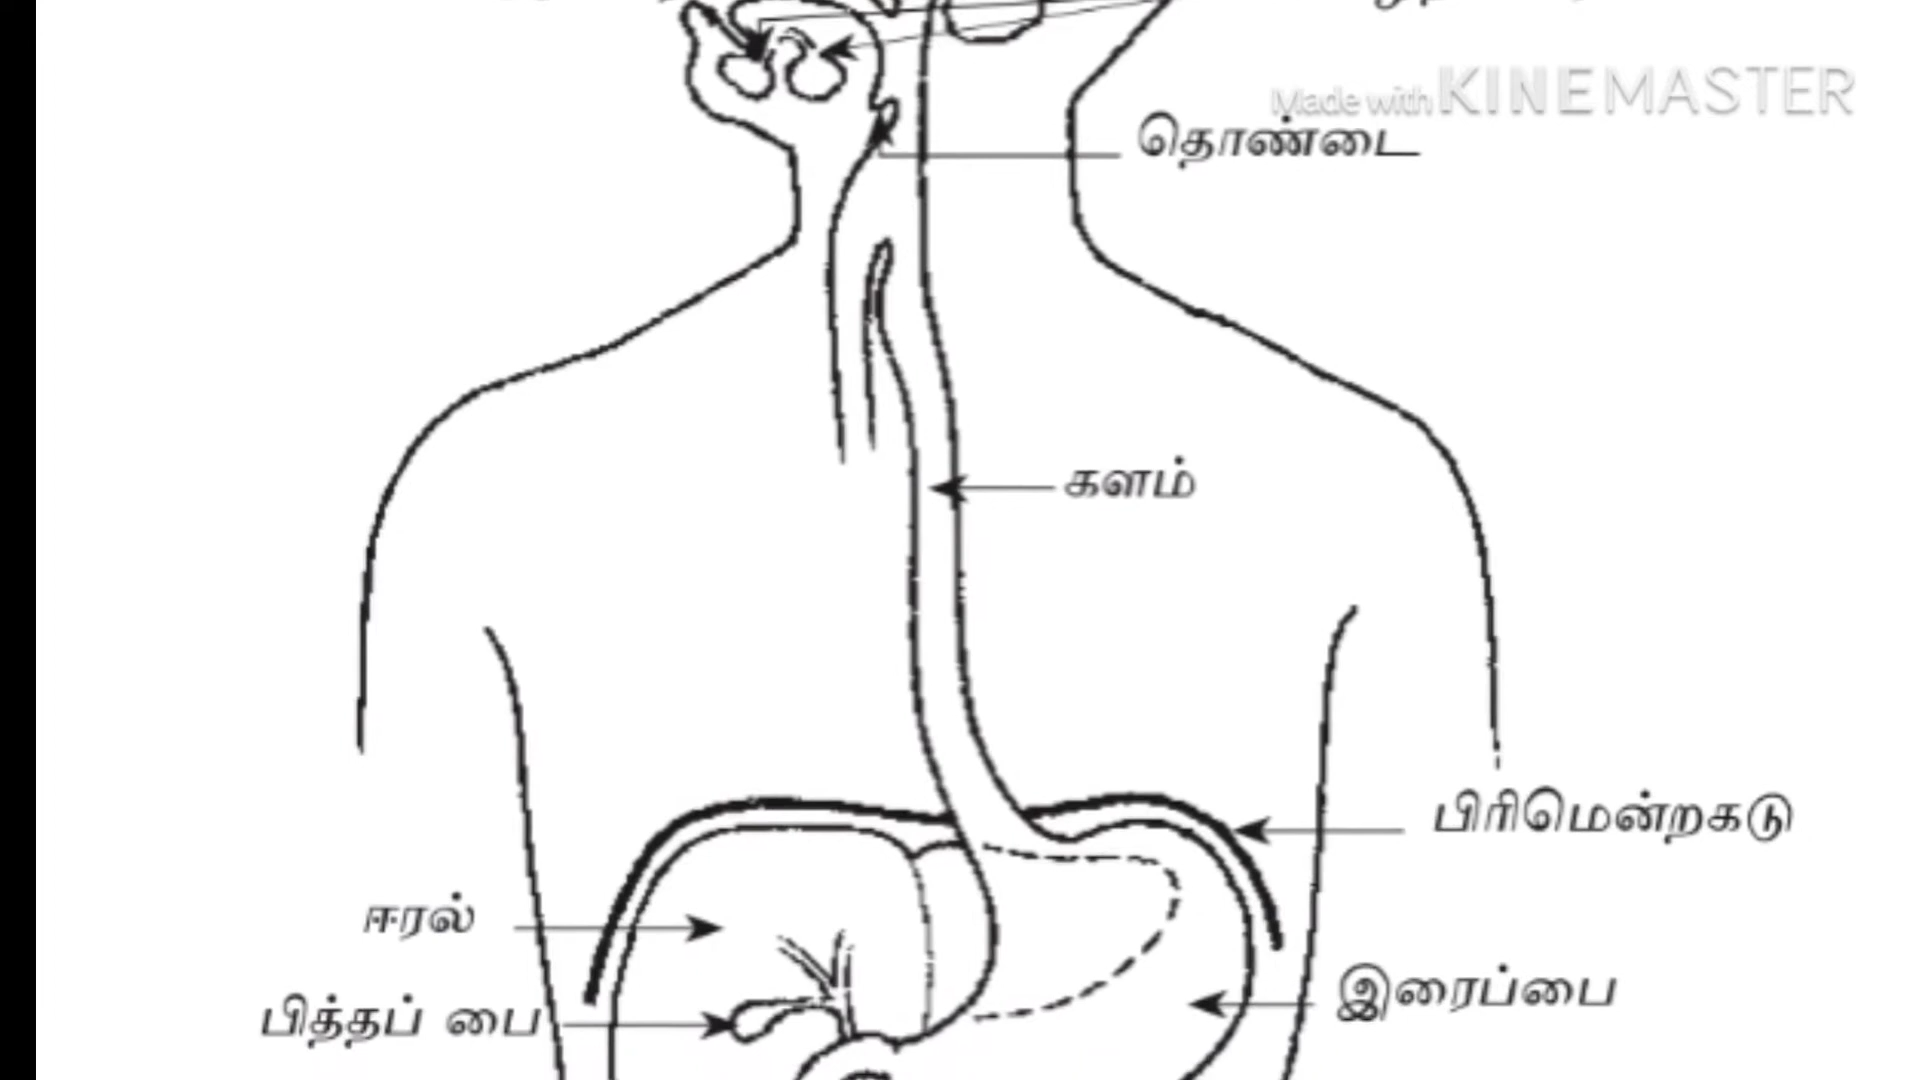 Made with KINEMASTER
தொண்டை
களம்
பிரிமென்றகடு
ஈரல்
இரைப்பை
பித்தப் பை